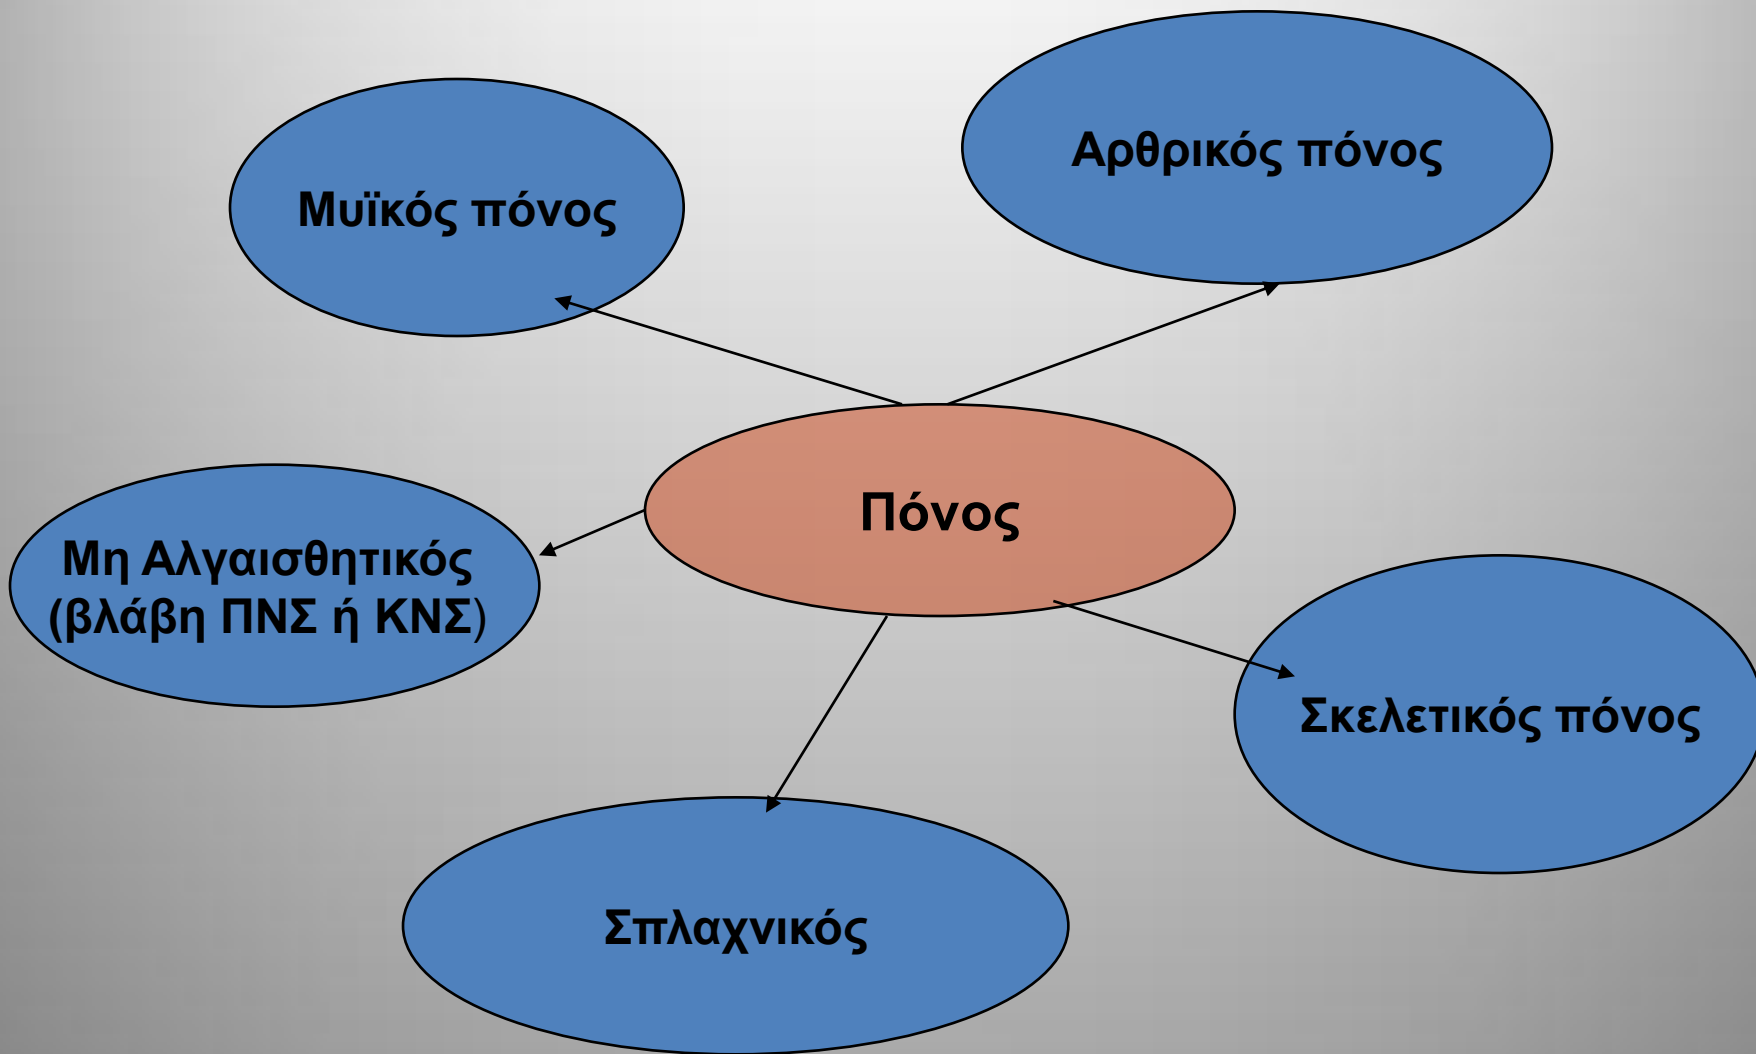 Αρθρικός πόνος
Μυϊκός πόνος
Πόνος
Μη Αλγαισθητικός
(βλάβη ΠΝΣ ή ΚΝΣ)
Σκελετικός πόνος
Σπλαχνικός